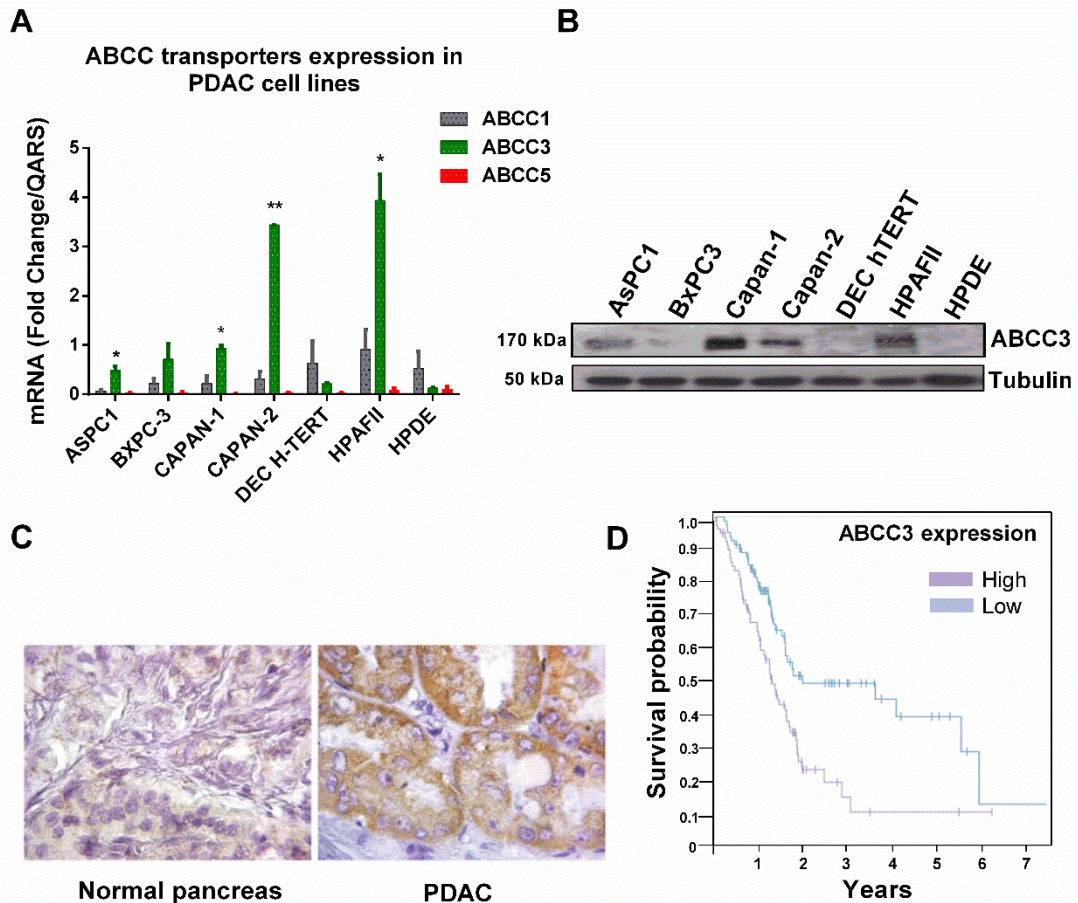 A
ABCC transporters expression in
PDAC cell lines
ABCC1
ABCC3
ABCC5
mRNA (Fold Change/QARS)
5
4
3
2
1
0
*
*
**
*
ASPC1
BXPC-3
CAPAN-1
CAPAN-2
DEC H-TERT
HPAFII
HPDE
B
AsPC1
BxPC3
Capan-1
Capan-2
DEC hTERT
HPAFII
HPDE
170 kDa
ABCC3
50 kDa
Tubulin
C
Normal pancreas
PDAC
D
ABCC3 expression
High
Low
Survival probability
1.0
0.9
0.8
0.7
0.6
0.5
0.4
0.3
0.2
0.1
0
1
2
3
4
5
6
7
Years